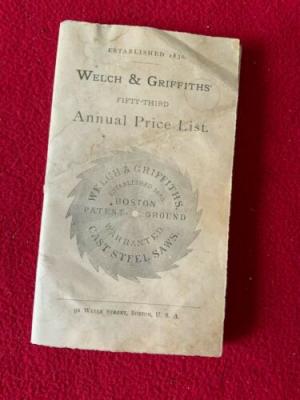 ESTABLISHED 1830.
WELCH & GRIFFITHS'
FIFTY-THIRD
Annual Price List.
WELCH & GRIFFITHS.
ESTABLISHED 1830.
BOSTON
PATENT GROUND
WARRANTED
CAST STEEL SAWS.
STREET, BOSTON, U. S. A.